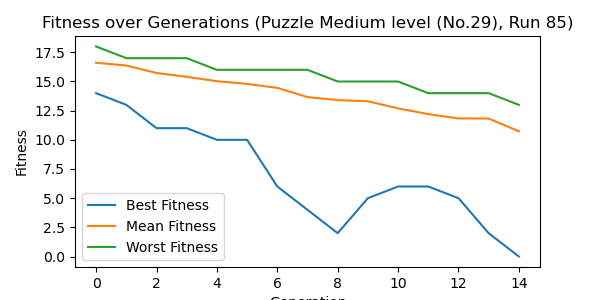 Fitness over Generations (Puzzle Medium level (No.29), Run 85)
17.5
15.0
12.5
10.0
7.5
5.0
2.5
0.0
Fitness
Best Fitness
Mean Fitness
Worst Fitness
0 2 4 6 8 10 12 14
Generation